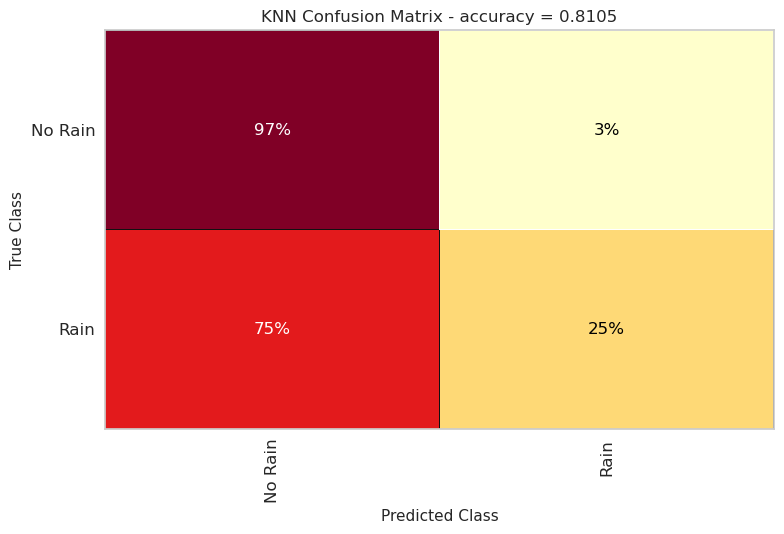 KNN Confusion Matrix - accuracy = 0.8105
True Class
No Rain
97%
3%
Rain
75%
25%
No Rain
Rain
Predicted Class